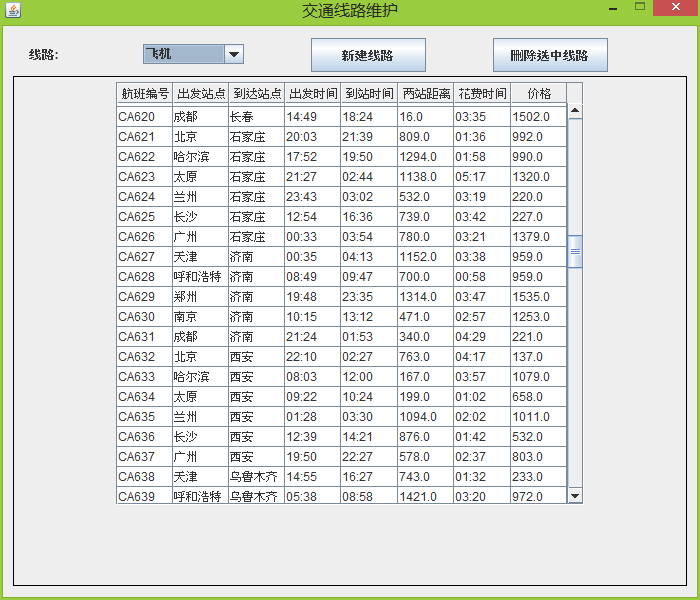 交通线路维护
线路: 飞机 新建线路 删除选中线路
航班编号 出发站点 到达站点 出发时间 到站时间 两站距离 花费时间 价格
CA620 成都 长春 14:49 18:24 16.0 03:35 1502.0
CA621 北京 石家庄 20:03 21:39 809.0 01:36 992.0
CA622 哈尔滨 石家庄 17:52 19:50 1294.0 01:58 990.0
CA623 太原 石家庄 21:27 02:44 1138.0 05:17 1320.0
CA624 兰州 石家庄 23:43 03:02 532.0 03:19 220.0
CA625 长沙 石家庄 12:54 16:36 739.0 03:42 227.0
CA626 广州 石家庄 00:33 03:54 780.0 03:21 1379.0
CA627 天津 济南 00:35 04:13 1152.0 03:38 959.0
CA628 呼和浩特 济南 08:49 09:47 700.0 00:58 959.0
CA629 郑州 济南 19:48 23:35 1314.0 03:47 1535.0
CA630 南京 济南 10:15 13:12 471.0 02:57 1253.0
CA631 成都 济南 21:24 01:53 340.0 04:29 221.0
CA632 北京 西安 22:10 02:27 763.0 04:17 137.0
CA633 哈尔滨 西安 08:03 12:00 167.0 03:57 1079.0
CA634 太原 西安 09:22 10:24 199.0 01:02 658.0
CA635 兰州 西安 01:28 03:30 1094.0 02:02 1011.0
CA636 长沙 西安 12:39 14:21 876.0 01:42 532.0
CA637 广州 西安 19:50 22:27 578.0 02:37 803.0
CA638 天津 乌鲁木齐 14:55 16:27 743.0 01:32 233.0
CA639 呼和浩特 乌鲁木齐 05:38 08:58 1421.0 03:20 972.0